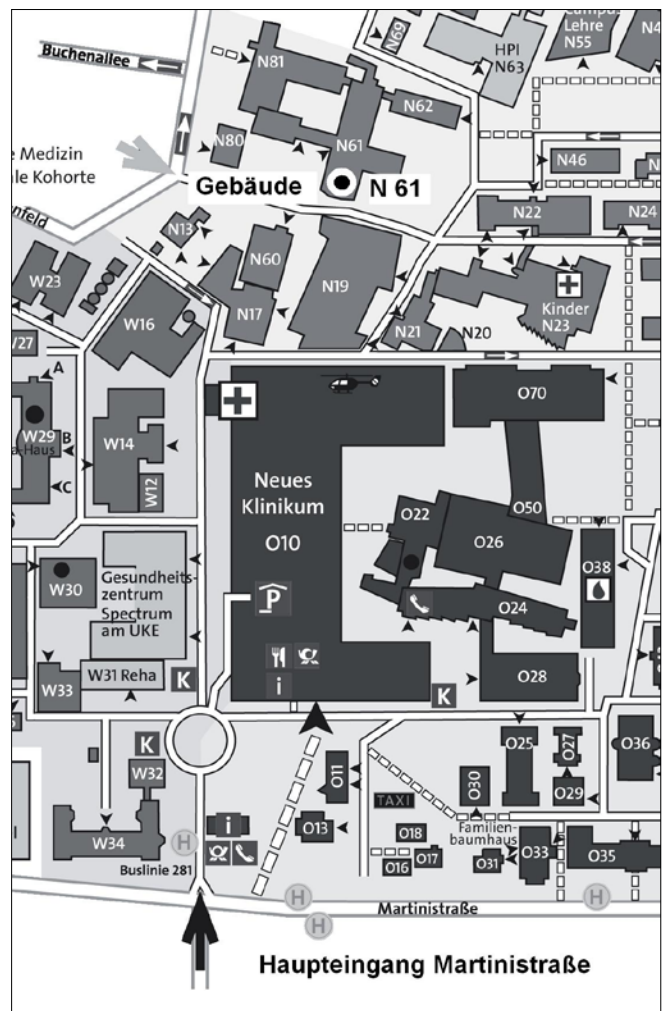 N81
N69
Campus
Lehre
N55
HPI
N63
Buchenallee
N62
N80
N61
e Medizin
ale Kohorte
N46
Gebäude
N 61
enfeld
N22
N24
N13
N60
W23
N19
Kinder
N23
W16
N17
N21
N20
W27
A
O70
W29
a-Haus
B
W14
C
W12
Neues
Klinikum
O10
O22
O50
O26
O38
W30
Gesundheits-
zentrum
Spectrum
am UKE
P
O24
i
W31 Reha
K
W33
O28
K
O25
O27
O36
K
W32
O11
O30
O29
TAXI
i
O13
O18
Familien-
baumhaus
W34
H
O16
O17
O31
O33
O35
Buslinie 281
H
H
H
Martinistraße
Haupteingang Martinistraße